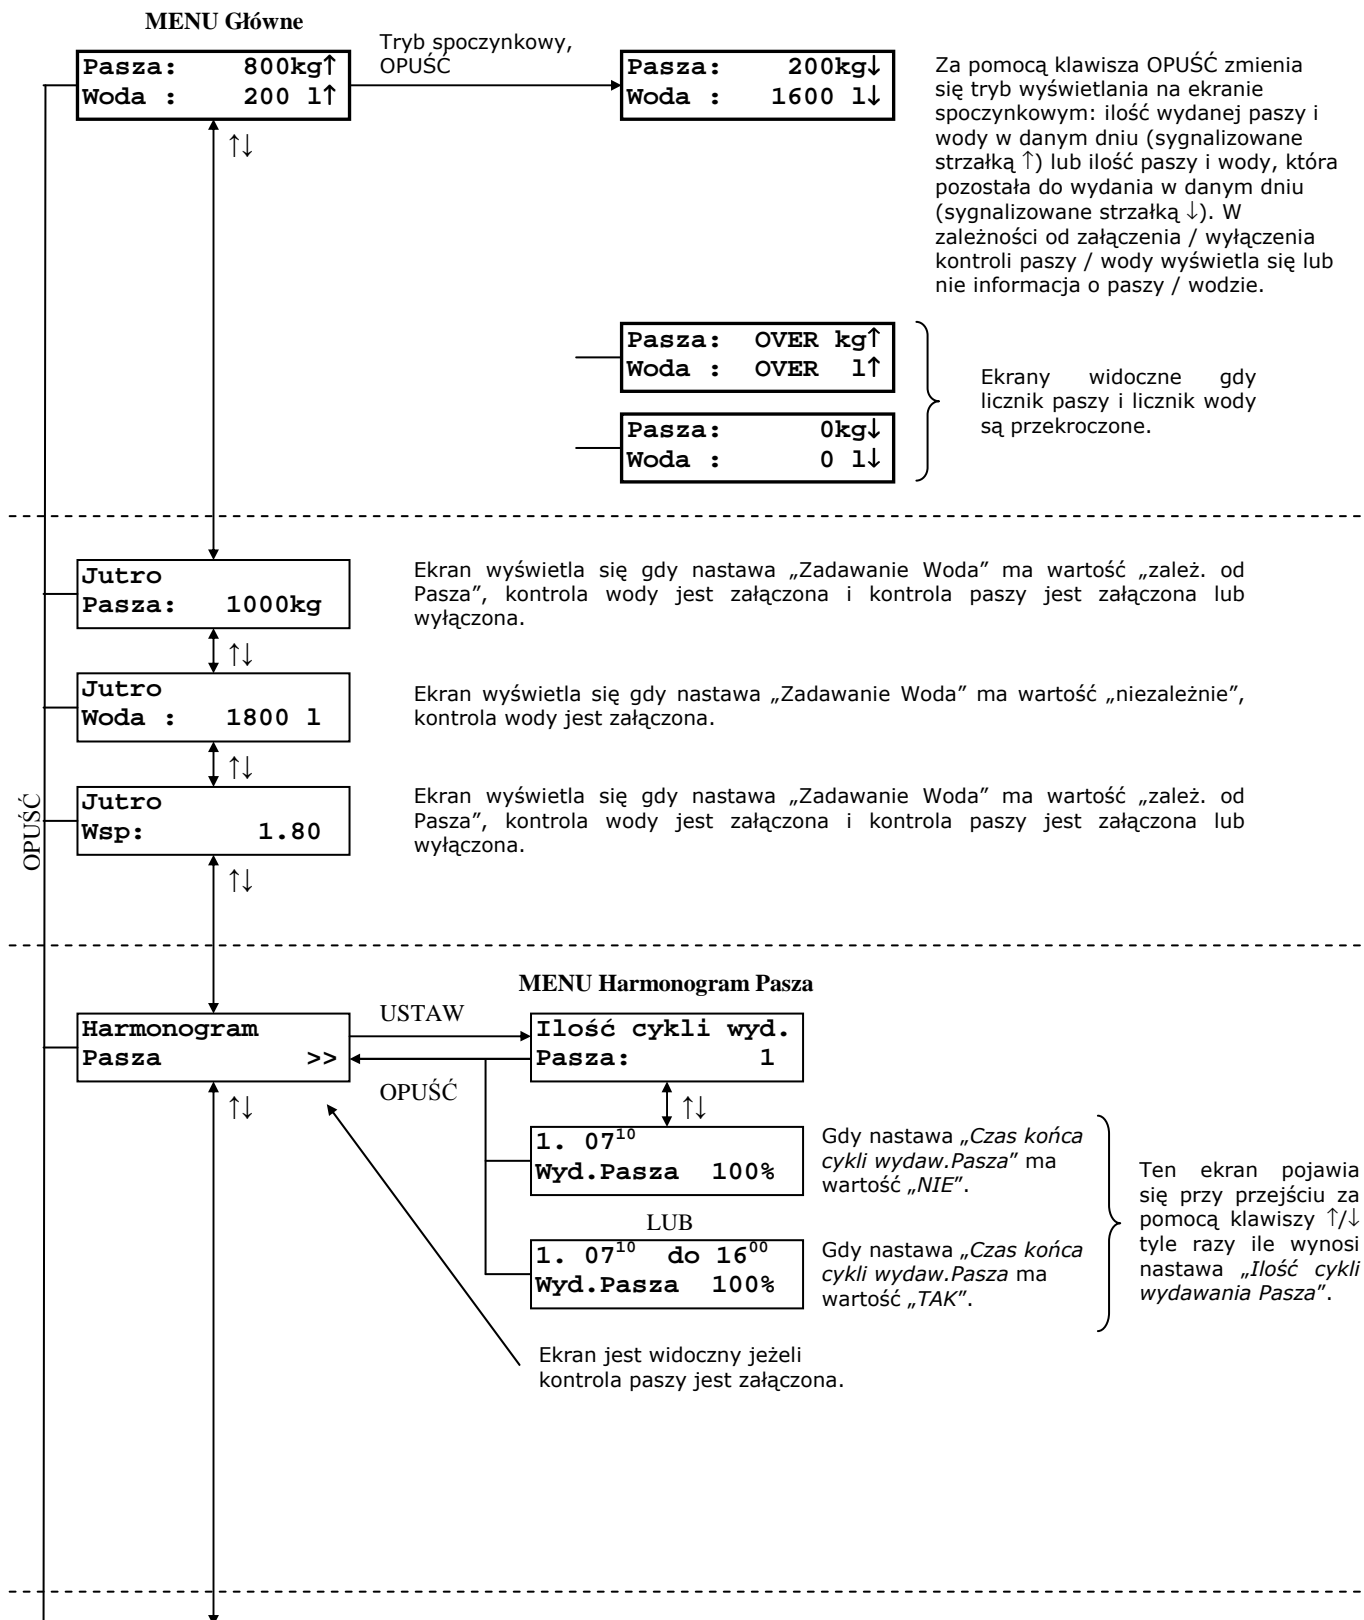 MENU Główne
Tryb spoczynkowy,
OPUŚĆ
Pasza: 800kg↑
Woda : 200 l↑
Pasza: 200kg↓
Woda : 1600 l↓
Za pomocą klawisza OPUŚĆ zmienia
się tryb wyświetlania na ekranie
spoczynkowym: ilość wydanej paszy i
wody w danym dniu (sygnalizowane
strzałką ↑) lub ilość paszy i wody, która
pozostała do wydania w danym dniu
(sygnalizowane strzałką ↓). W
zależności od załączenia / wyłączenia
kontroli paszy / wody wyświetla się lub
nie informacja o paszy / wodzie.
↑↓
Pasza: OVER kg↑
Woda : OVER l↑
Pasza: 0kg↓
Woda : 0 l↓
Ekrany widoczne gdy
licznik paszy i licznik wody
są przekroczone.
Jutro
Pasza: 1000kg
Ekran wyświetla się gdy nastawa „Zadawanie Woda” ma wartość „zależ. od
Pasza”, kontrola wody jest załączona i kontrola paszy jest załączona lub
wyłączona.
↑↓
Jutro
Woda : 1800 l
Ekran wyświetla się gdy nastawa „Zadawanie Woda” ma wartość „niezależnie”,
kontrola wody jest załączona.
↑↓
Jutro
Wsp: 1.80
Ekran wyświetla się gdy nastawa „Zadawanie Woda” ma wartość „zależ. od
Pasza”, kontrola wody jest załączona i kontrola paszy jest załączona lub
wyłączona.
OPUŚĆ
↑↓
MENU Harmonogram Pasza
Harmonogram
Pasza >>
USTAW
OPUŚĆ
Ilość cykli wyd.
Pasza: 1
↑↓
↑↓
1. 07¹⁰
Wyd.Pasza 100%
Gdy nastawa „Czas końca
cykli wydaw.Pasza” ma
wartość „NIE”.
LUB
1. 07¹⁰ do 16⁰⁰
Wyd.Pasza 100%
Gdy nastawa „Czas końca
cykli wydaw.Pasza ma
wartość „TAK”.
Ten ekran pojawia
się przy przejściu za
pomocą klawiszy ↑/↓
tyle razy ile wynosi
nastawa „Ilość cykli
wydawania Pasza”.
Ekran jest widoczny jeżeli
kontrola paszy jest załączona.